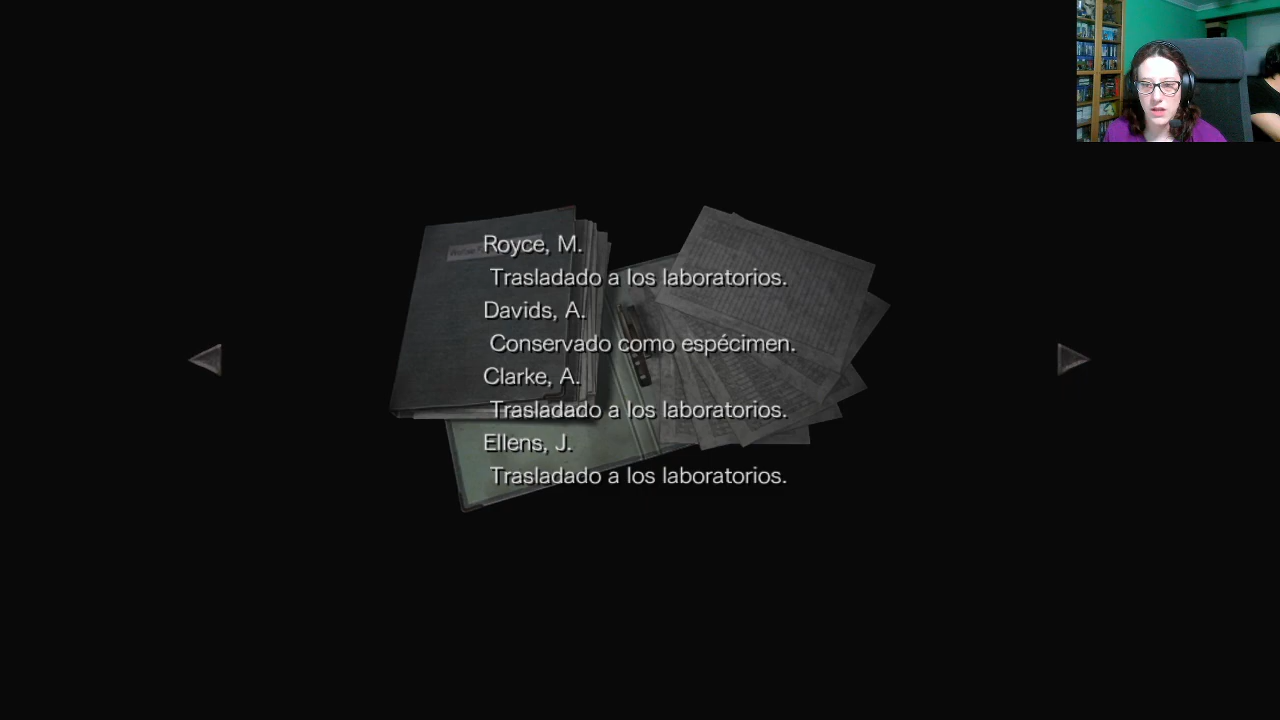 Royce, M.
Trasladado a los laboratorios.
Davids, A.
Conservado como espécimen.
Clarke, A.
Trasladado a los laboratorios.
Ellens, J.
Trasladado a los laboratorios.